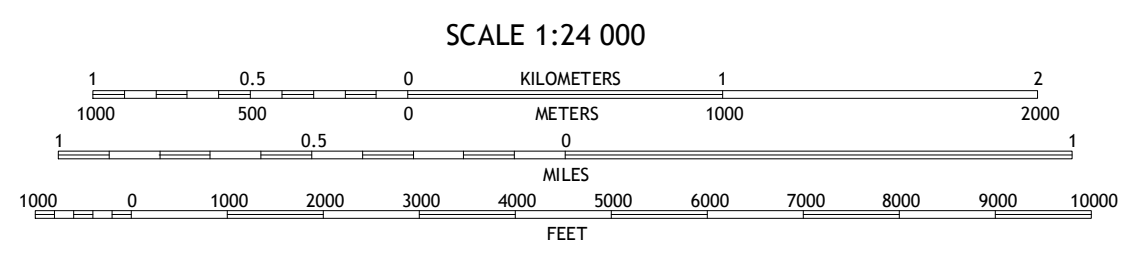 SCALE 1:24 000
1 0.5 0 KILOMETERS 1 2
1000 500 0 METERS 1000 2000
1 0.5 0 1
MILES
1000 0 1000 2000 3000 4000 5000 6000 7000 8000 9000 10000
FEET